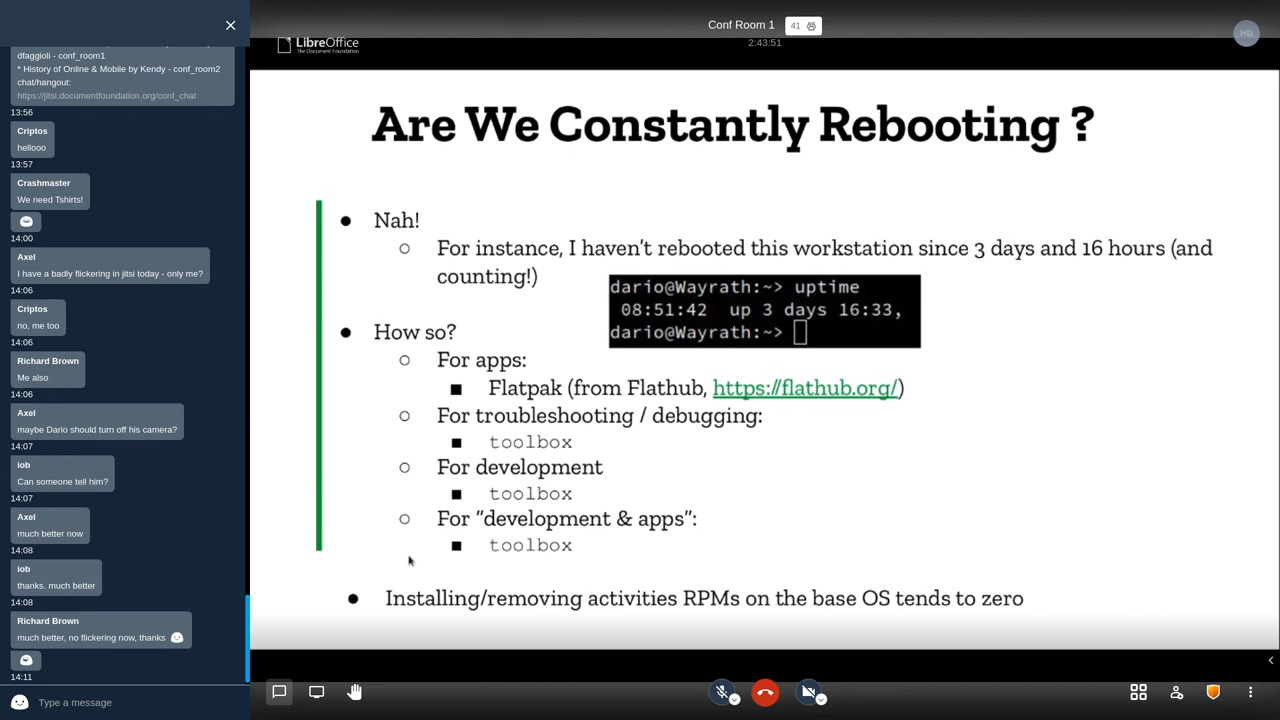 dfaggioli - conf_room1
* History of Online & Mobile by Kendy - conf_room2
chat/hangout:
https://jitsi.documentfoundation.org/conf_chat
13:56
Criptos
hellooo
13:57
Crashmaster
We need Tshirts!
14:00
Axel
I have a badly flickering in jitsi today - only me?
14:06
Criptos
no, me too
14:06
Richard Brown
Me also
14:06
Axel
maybe Dario should turn off his camera?
14:07
iob
Can someone tell him?
14:07
Axel
much better now
14:08
iob
thanks. much better
14:08
Richard Brown
much better, no flickering now, thanks
14:11
Type a message
Conf Room 1
41
2:43:51
HD
LibreOffice
The Document Foundation
Are We Constantly Rebooting ?
● Nah!
○ For instance, I haven't rebooted this workstation since 3 days and 16 hours (and
counting!)
dario@Wayrath:~> uptime
08:51:42 up 3 days 16:33,
dario@Wayrath:~>
● How so?
○ For apps:
■ Flatpak (from Flathub, https://flathub.org/)
○ For troubleshooting / debugging:
■ toolbox
○ For development
■ toolbox
○ For "development & apps":
■ toolbox
● Installing/removing activities RPMs on the base OS tends to zero